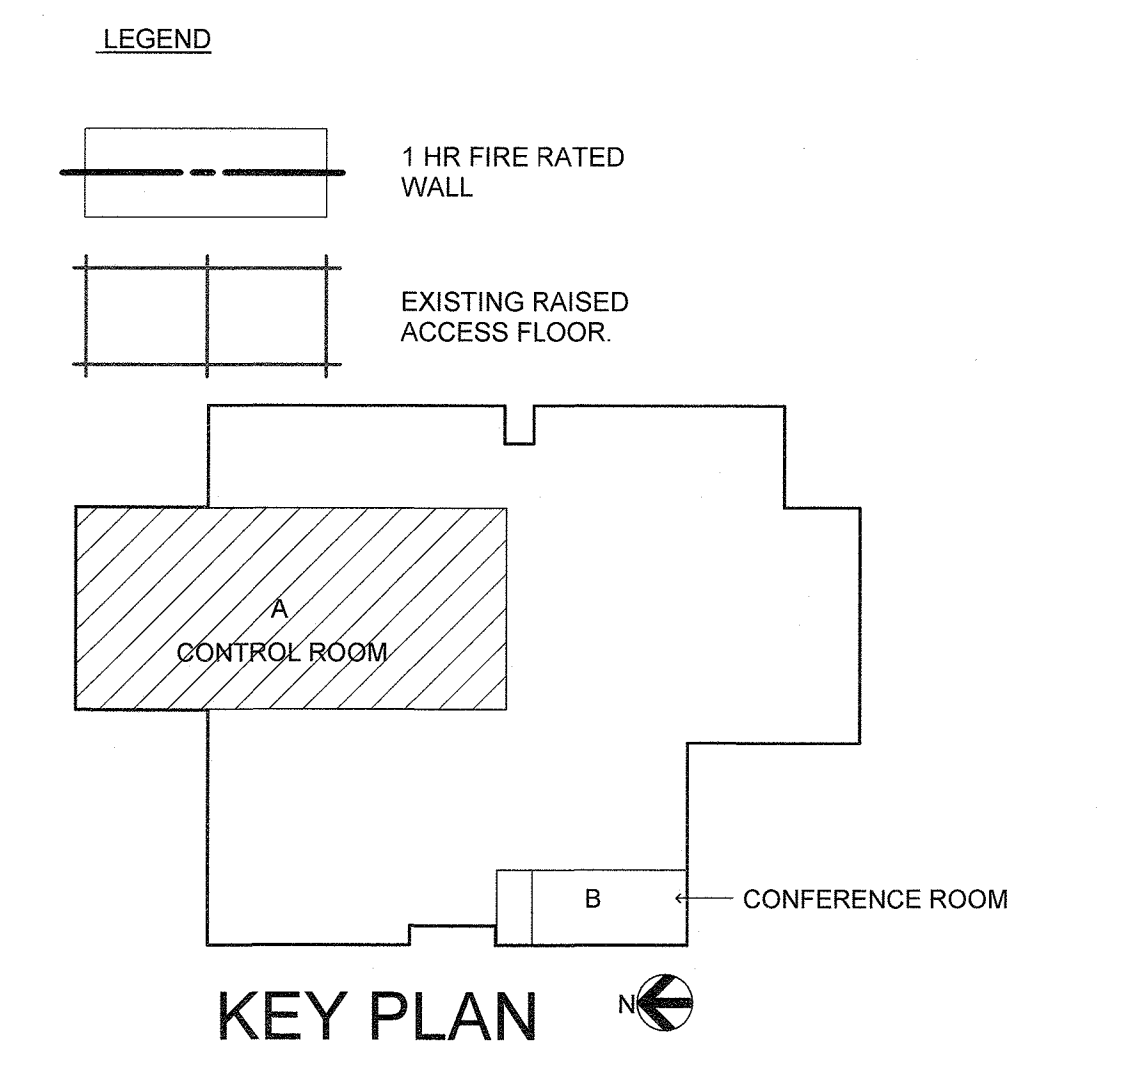 LEGEND
1 HR FIRE RATED
WALL
EXISTING RAISED
ACCESS FLOOR.
A
CONTROL ROOM
B
CONFERENCE ROOM
KEY PLAN
N